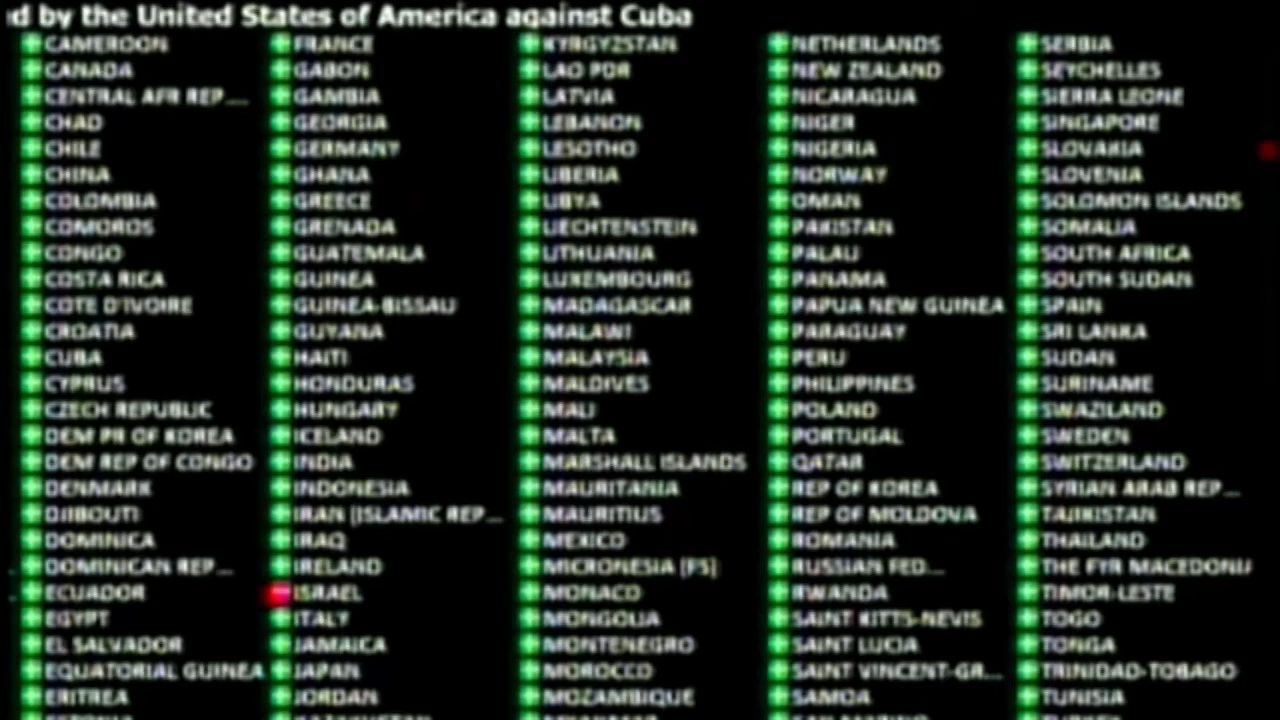 d by the United States of America against Cuba
CAMEROON
CANADA
CENTRAL AFR REP...
CHAD
CHILE
CHINA
COLOMBIA
COMOROS
CONGO
COSTA RICA
COTE D'IVOIRE
CROATIA
CUBA
CYPRUS
CZECH REPUBLIC
DEM PR OF KOREA
DEM REP OF CONGO
DENMARK
DJIBOUTI
DOMINICA
DOMINICAN REP...
ECUADOR
EGYPT
EL SALVADOR
EQUATORIAL GUINEA
ERITREA
FRANCE
GABON
GAMBIA
GEORGIA
GERMANY
GHANA
GREECE
GRENADA
GUATEMALA
GUINEA
GUINEA-BISSAU
GUYANA
HAITI
HONDURAS
HUNGARY
ICELAND
INDIA
INDONESIA
IRAN (ISLAMIC REP...
IRAQ
IRELAND
ISRAEL
ITALY
JAMAICA
JAPAN
JORDAN
KYRGYZSTAN
LAO PDR
LATVIA
LEBANON
LESOTHO
LIBERIA
LIBYA
LIECHTENSTEIN
LITHUANIA
LUXEMBOURG
MADAGASCAR
MALAWI
MALAYSIA
MALDIVES
MALI
MALTA
MARSHALL ISLANDS
MAURITANIA
MAURITIUS
MEXICO
MICRONESIA (FS)
MONACO
MONGOLIA
MONTENEGRO
MOROCCO
MOZAMBIQUE
NETHERLANDS
NEW ZEALAND
NICARAGUA
NIGER
NIGERIA
NORWAY
OMAN
PAKISTAN
PALAU
PANAMA
PAPUA NEW GUINEA
PARAGUAY
PERU
PHILIPPINES
POLAND
PORTUGAL
QATAR
REP OF KOREA
REP OF MOLDOVA
ROMANIA
RUSSIAN FED...
RWANDA
SAINT KITTS-NEVIS
SAINT LUCIA
SAINT VINCENT-GR...
SAMOA
SERBIA
SEYCHELLES
SIERRA LEONE
SINGAPORE
SLOVAKIA
SLOVENIA
SOLOMON ISLANDS
SOMALIA
SOUTH AFRICA
SOUTH SUDAN
SPAIN
SRI LANKA
SUDAN
SURINAME
SWAZILAND
SWEDEN
SWITZERLAND
SYRIAN ARAB REP...
TAJIKISTAN
THAILAND
THE FYR MACEDONI
TIMOR-LESTE
TOGO
TONGA
TRINIDAD-TOBAGO
TUNISIA